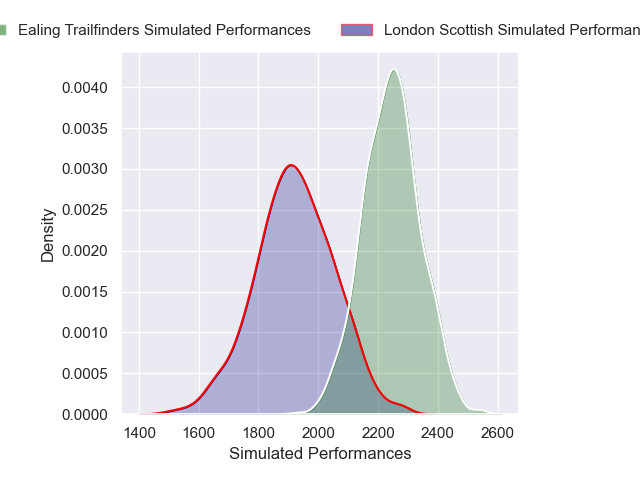 Ealing Trailfinders Simulated Performances
London Scottish Simulated Performan
0.0040
0.0035
0.0030
0.0025
0.0020
0.0015
0.0010
0.0005
0.0000
Density
1400 1600 1800 2000 2200 2400 2600
Simulated Performances